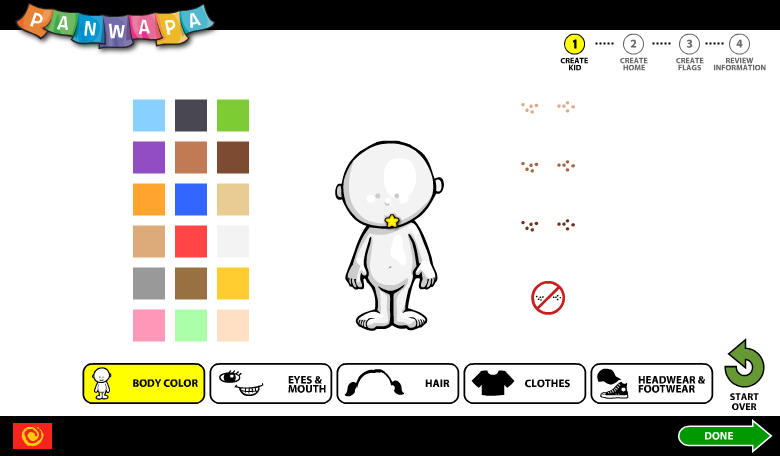 PANWAPA
1 2 3 4
CREATE
KID
CREATE
HOME
CREATE
FLAGS
REVIEW
INFORMATION
BODY COLOR
EYES &
MOUTH
HAIR
CLOTHES
HEADWEAR &
FOOTWEAR
START
OVER
DONE